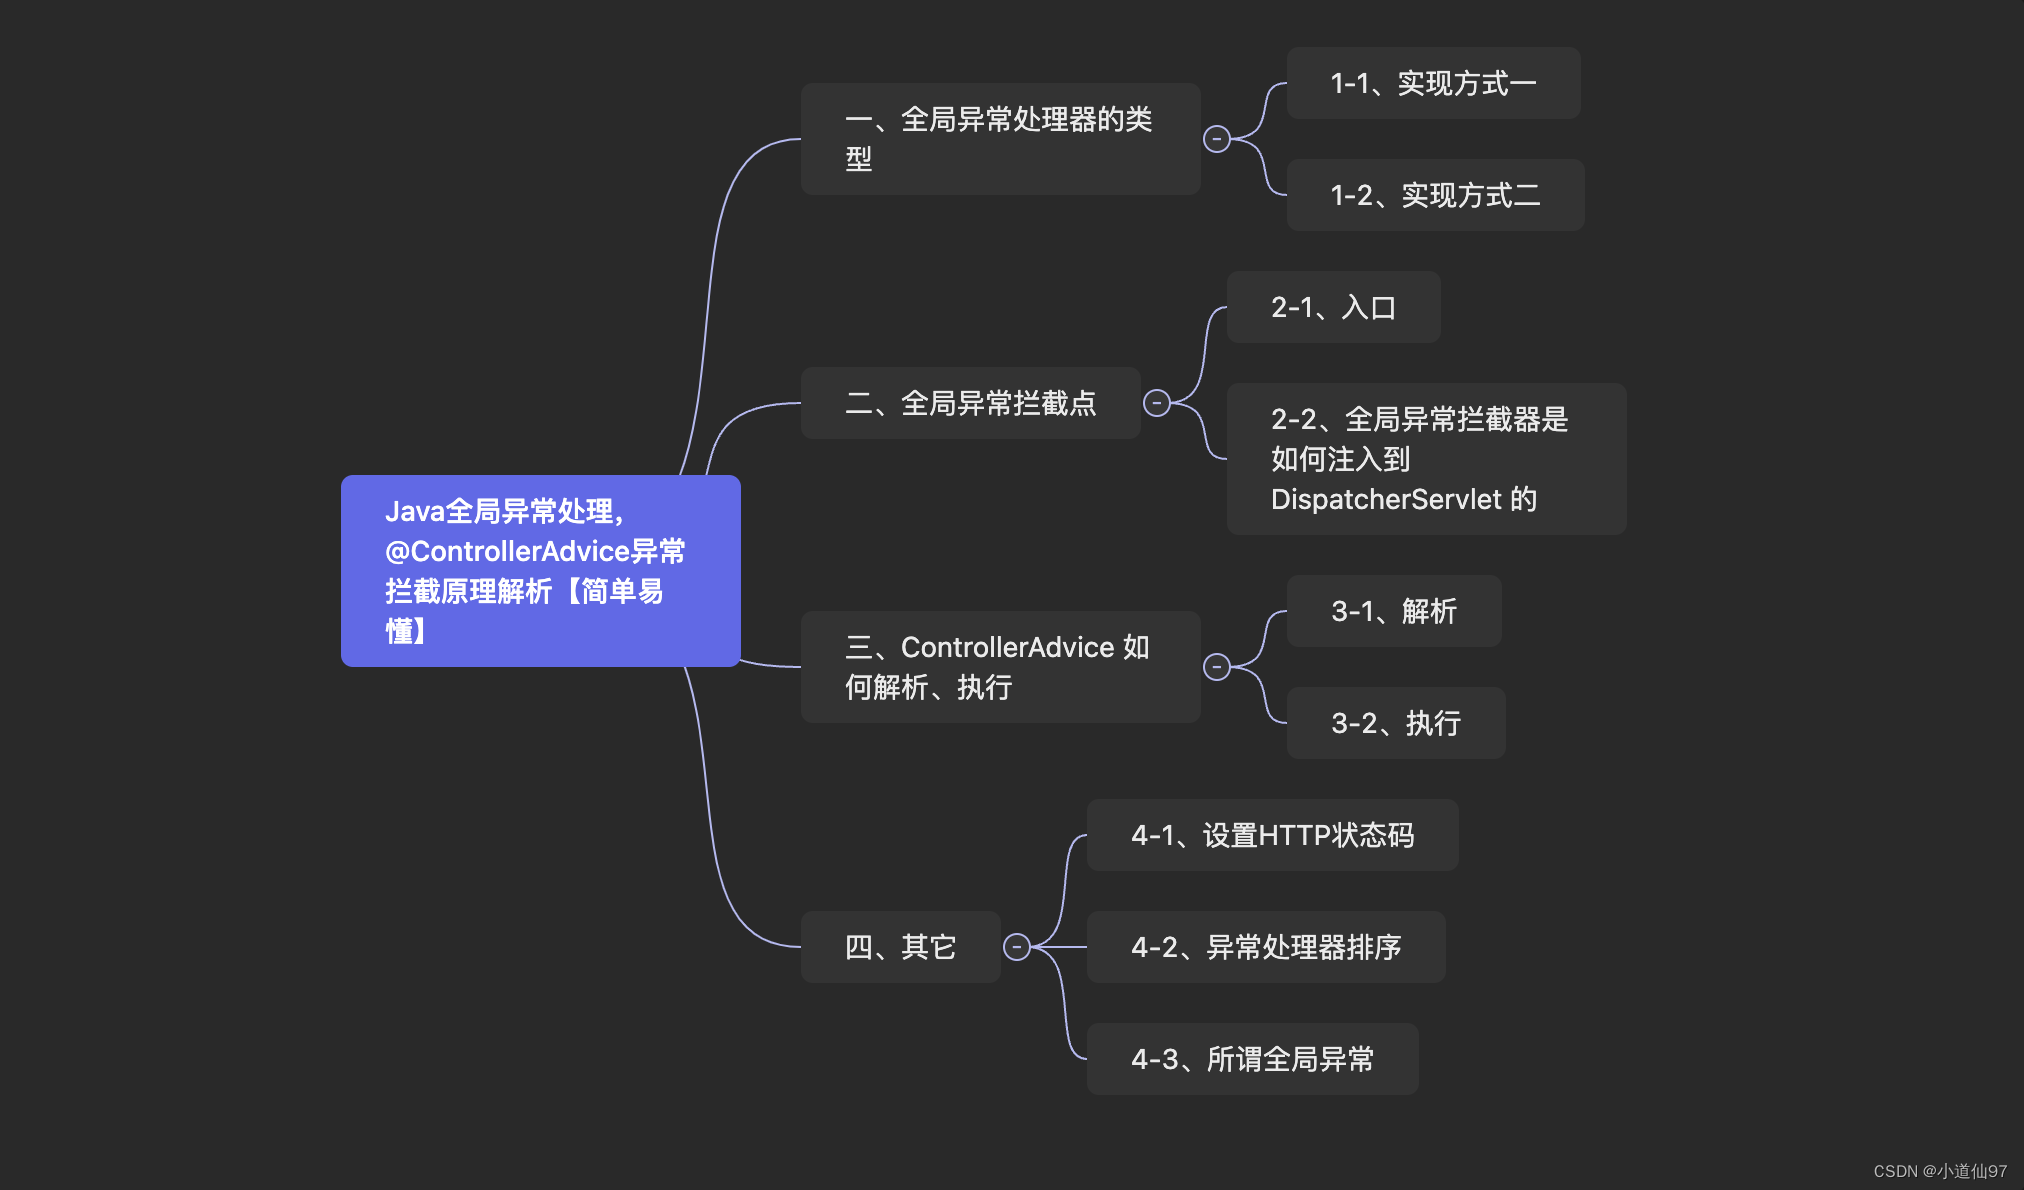 Java全局异常处理，
@ControllerAdvice异常
拦截原理解析【简单易
懂】
一、全局异常处理器的类
型
1-1、实现方式一
1-2、实现方式二
二、全局异常拦截点
2-1、入口
2-2、全局异常拦截器是
如何注入到
DispatcherServlet 的
三、ControllerAdvice 如
何解析、执行
3-1、解析
3-2、执行
四、其它
4-1、设置HTTP状态码
4-2、异常处理器排序
4-3、所谓全局异常
CSDN @小道仙97